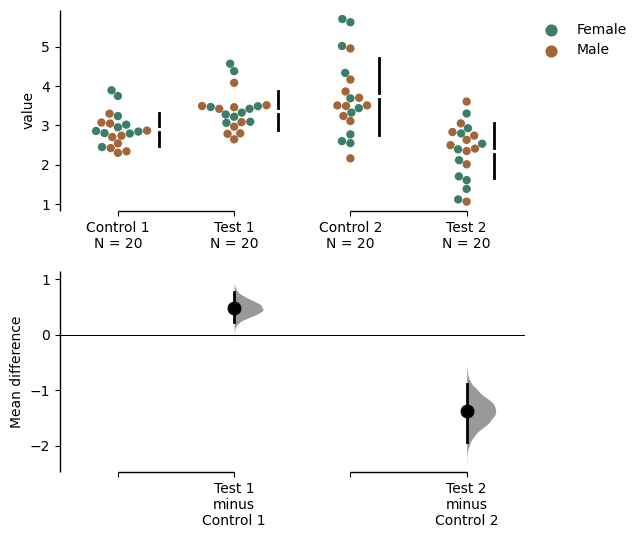 Female
Male
value
5
4
3
2
1
Control 1
N = 20
Test 1
N = 20
Control 2
N = 20
Test 2
N = 20
Mean difference
1
0
−1
−2
Test 1
minus
Control 1
Test 2
minus
Control 2